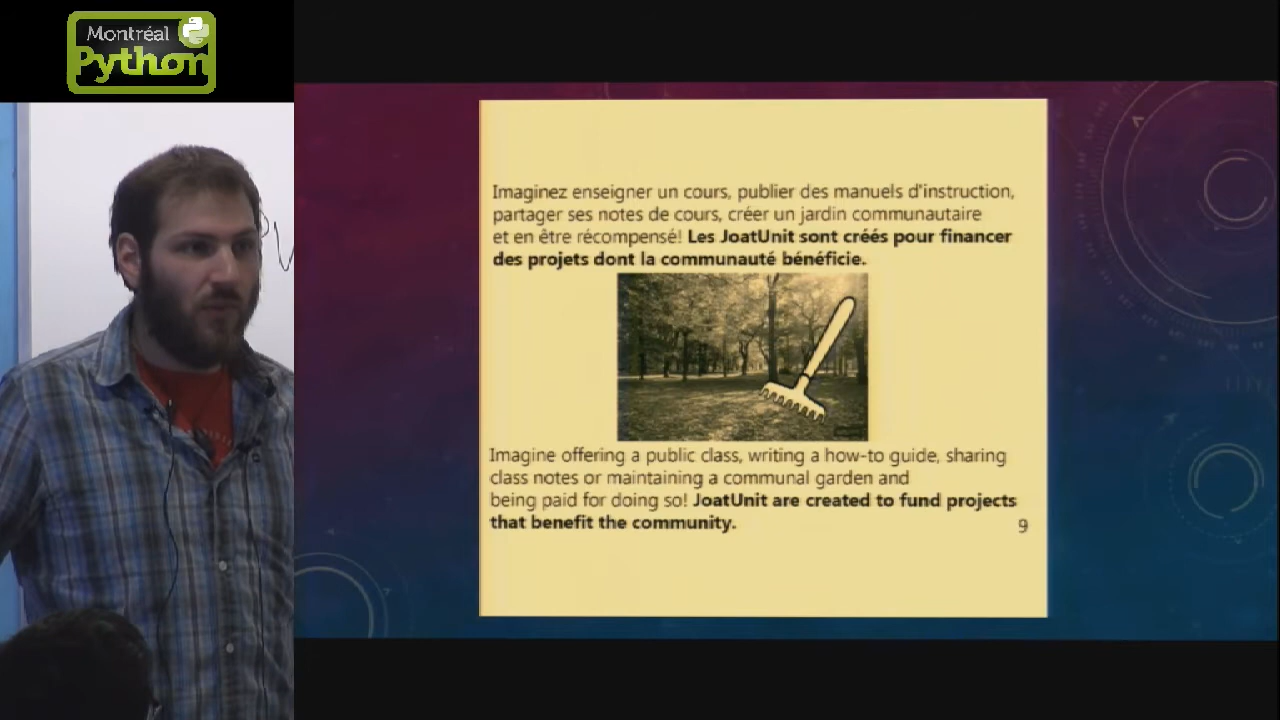 Montréal
Python
Imaginez enseigner un cours, publier des manuels d'instruction,
partager ses notes de cours, créer un jardin communautaire
et en être récompensé! Les JoatUnit sont créés pour financer
des projets dont la communauté bénéficie.
Imagine offering a public class, writing a how-to guide, sharing
class notes or maintaining a communal garden and
being paid for doing so! JoatUnit are created to fund projects
that benefit the community.
9